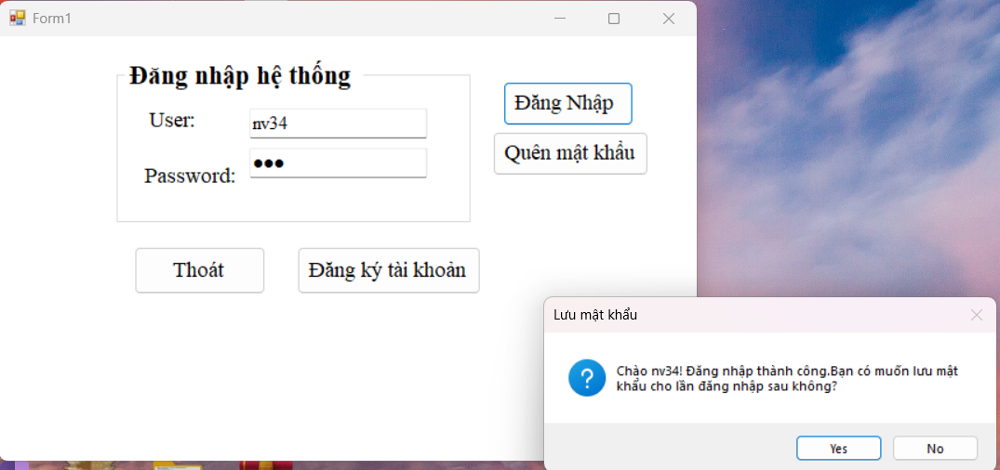 Form1
Đăng nhập hệ thống
User:
nv34
Password:
●●●
Đăng Nhập
Quên mật khẩu
Thoát
Đăng ký tài khoản
Lưu mật khẩu
Chào nv34! Đăng nhập thành công.Bạn có muốn lưu mật
khẩu cho lần đăng nhập sau không?
Yes
No